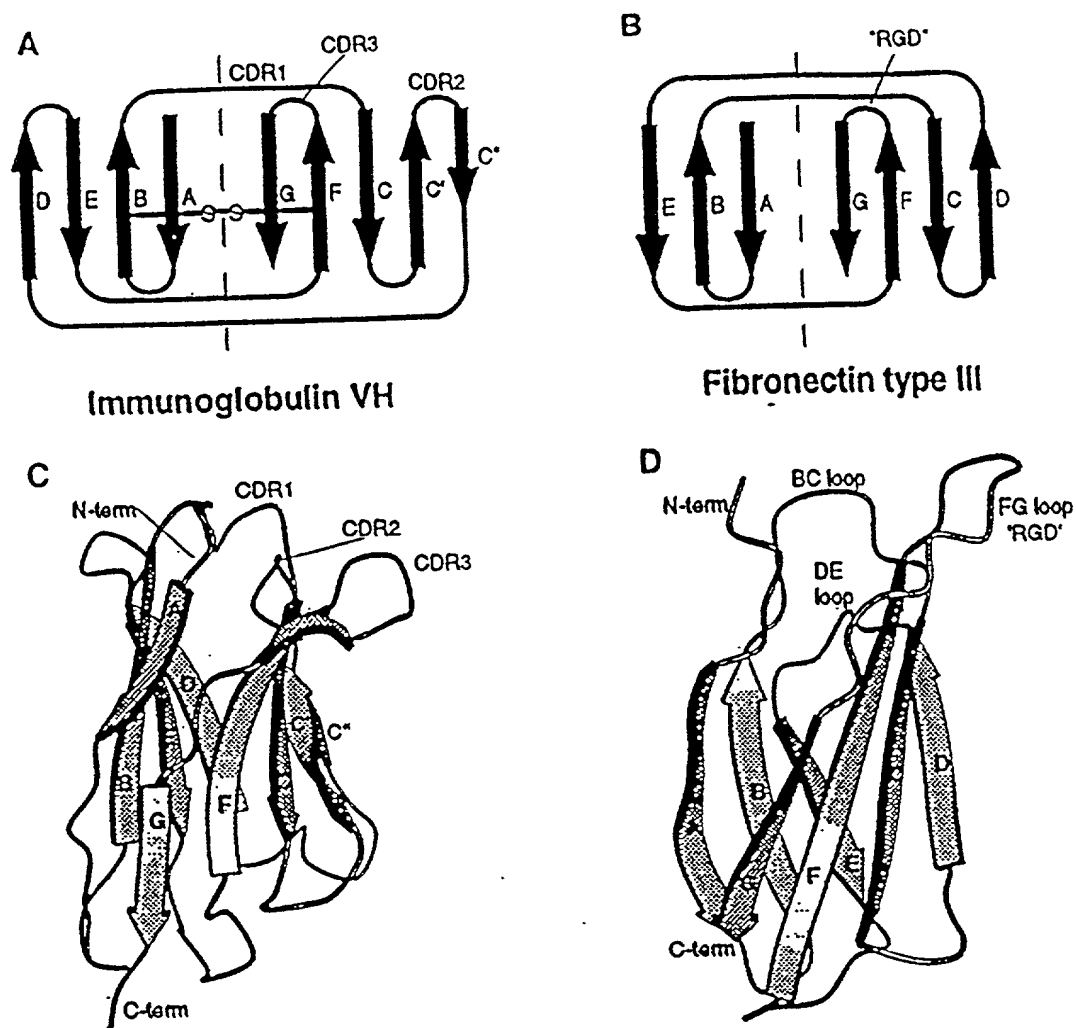 A
CDR1
CDR3
CDR2
D
E
B
A
S S
G
F
C
C'
C"
Immunoglobulin VH
B
"RGD"
E
B
A
G
F
C
D
Fibronectin type III
C
N-term
CDR1
CDR2
CDR3
D
C'
C"
B
G
F
C-term
D
N-term
BC loop
FG loop
"RGD"
DE
loop
B
D
E
F
C-term